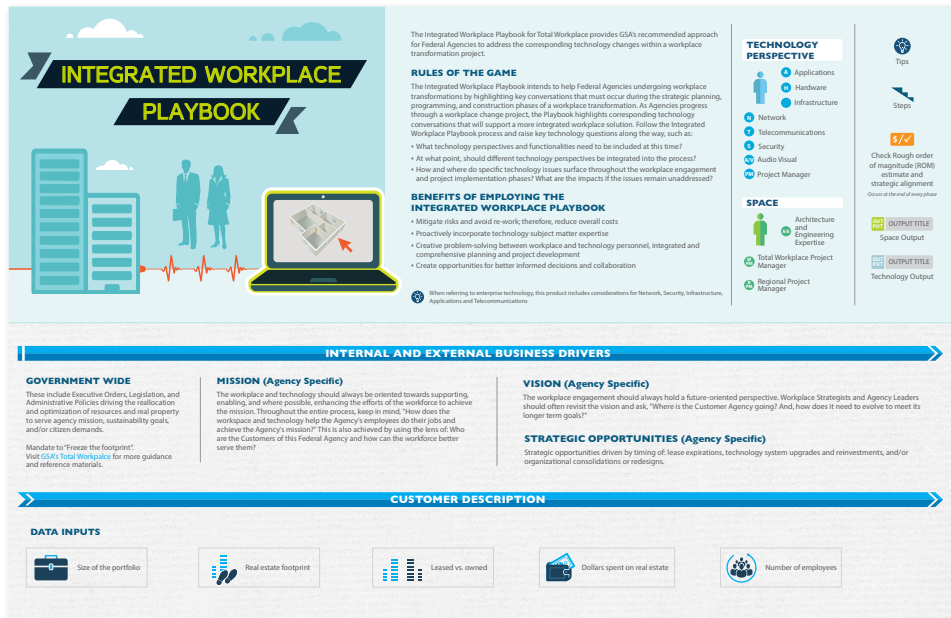 INTEGRATED WORKPLACE
PLAYBOOK
The Integrated Workplace Playbook for Total Workplace provides GSA's recommended approach
for Federal Agencies to address the corresponding technology changes within a workplace
transformation project.
RULES OF THE GAME
The Integrated Workplace Playbook intends to help Federal Agencies undergoing workplace
transformations by highlighting key conversations that must occur during the strategic planning,
programming, and construction phases of a workplace transformation. As Agencies progress
through a workplace change project, the Playbook highlights corresponding technology
conversations that will support a more integrated workplace solution. Follow the Integrated
Workplace Playbook process and raise key technology questions along the way, such as:
• What technology perspectives and functionalities need to be included at this time?
• At what point, should different technology perspectives be integrated into the process?
• How and where do specific technology issues surface throughout the workplace engagement
and project implementation phases? What are the impacts if the issues remain unaddressed?
BENEFITS OF EMPLOYING THE
INTEGRATED WORKPLACE PLAYBOOK
• Mitigate risks and avoid re-work; therefore, reduce overall costs
• Proactively incorporate technology subject matter expertise
• Creative problem-solving between workplace and technology personnel, integrated and
comprehensive planning and project development
• Create opportunities for better informed decisions and collaboration
When referring to enterprise technology, this product includes considerations for Network, Security, Infrastructure,
Applications and Telecommunications
TECHNOLOGY
PERSPECTIVE
A Applications
H Hardware
Infrastructure
N Network
T Telecommunications
S Security
A/V Audio Visual
PM Project Manager
SPACE
A/E Architecture
and
Engineering
Expertise
Total Workplace Project
Manager
Regional Project
Manager
Tips
Steps
$/✓
Check Rough order
of magnitude (ROM)
estimate and
strategic alignment
Occurs at the end of every phase
OUT
PUT
OUTPUT TITLE
Space Output
OUT
PUT
OUTPUT TITLE
Technology Output
INTERNAL AND EXTERNAL BUSINESS DRIVERS
GOVERNMENT WIDE
These include Executive Orders, Legislation, and
Administrative Policies driving the reallocation
and optimization of resources and real property
to serve agency mission, sustainability goals,
and/or citizen demands.
Mandate to "Freeze the footprint".
Visit GSA's Total Workpalce for more guidance
and reference materials.
MISSION (Agency Specific)
The workplace and technology should always be oriented towards supporting,
enabling, and where possible, enhancing the efforts of the workforce to achieve
the mission. Throughout the entire process, keep in mind, "How does the
workspace and technology help the Agency's employees do their jobs and
achieve the Agency's mission?" This is also achieved by using the lens of: Who
are the Customers of this Federal Agency and how can the workforce better
serve them?
VISION (Agency Specific)
The workplace engagement should always hold a future-oriented perspective. Workplace Strategists and Agency Leaders
should often revisit the vision and ask, "Where is the Customer Agency going? And, how does it need to evolve to meet its
longer term goals?"
STRATEGIC OPPORTUNITIES (Agency Specific)
Strategic opportunities driven by timing of: lease expirations, technology system upgrades and reinvestments, and/or
organizational consolidations or redesigns.
CUSTOMER DESCRIPTION
DATA INPUTS
Size of the portfolio
Real estate footprint
Leased vs. owned
Dollars spent on real estate
Number of employees